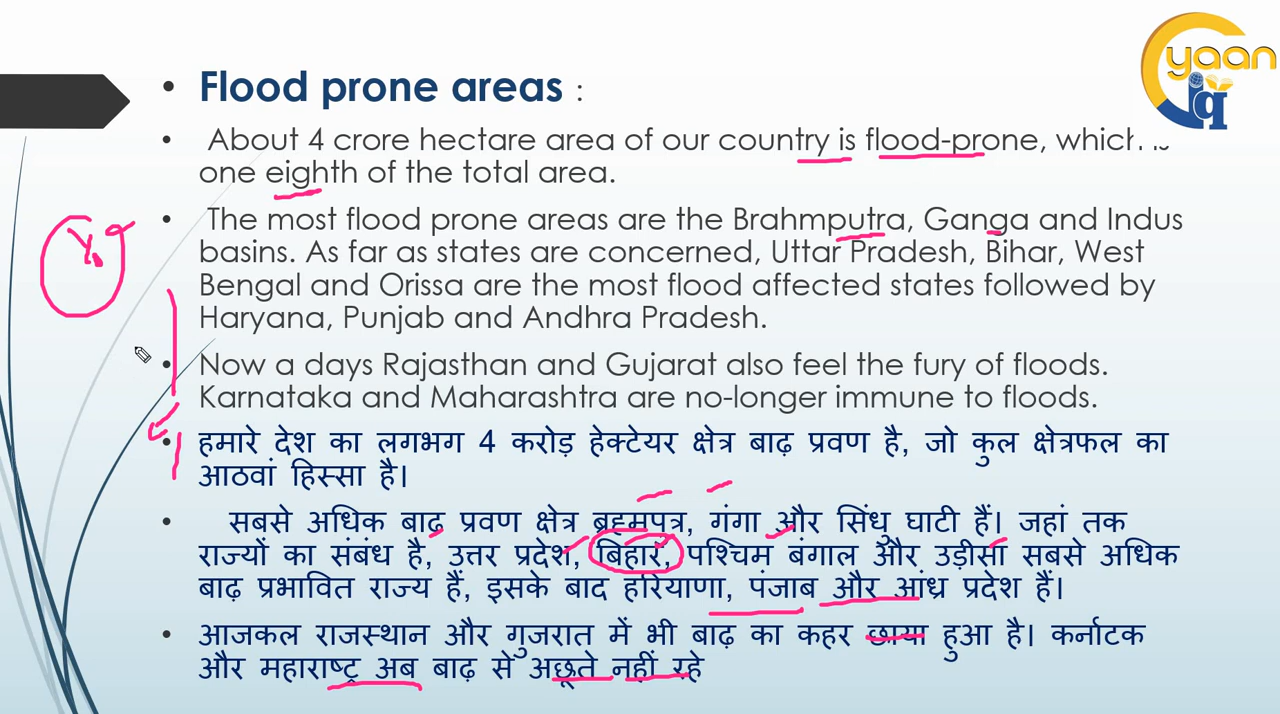 yaan
iq
• Flood prone areas :
• About 4 crore hectare area of our country is flood-prone, which is
one eighth of the total area.
• The most flood prone areas are the Brahmputra, Ganga and Indus
basins. As far as states are concerned, Uttar Pradesh, Bihar, West
Bengal and Orissa are the most flood affected states followed by
Haryana, Punjab and Andhra Pradesh.
• Now a days Rajasthan and Gujarat also feel the fury of floods.
Karnataka and Maharashtra are no-longer immune to floods.
• हमारे देश का लगभग 4 करोड़ हेक्टेयर क्षेत्र बाढ़ प्रवण है, जो कुल क्षेत्रफल का
आठवां हिस्सा है।
• सबसे अधिक बाढ़ प्रवण क्षेत्र ब्रह्मपुत्र, गंगा और सिंधु घाटी हैं। जहां तक
राज्यों का संबंध है, उत्तर प्रदेश, बिहार, पश्चिम बंगाल और उड़ीसा सबसे अधिक
बाढ़ प्रभावित राज्य हैं, इसके बाद हरियाणा, पंजाब और आंध्र प्रदेश हैं।
• आजकल राजस्थान और गुजरात में भी बाढ़ का कहर छाया हुआ है। कर्नाटक
और महाराष्ट्र अब बाढ़ से अछूते नहीं रहे